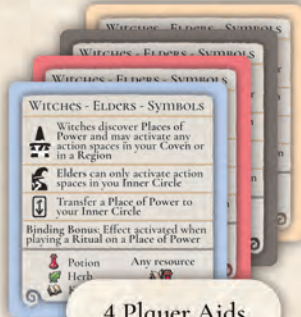 Witches - Elders - Symbols
Witches - Elders - Symbols
Witches - Elders - Symbols
Witches - Elders - Symbols
Witches discover Places of
Power and may activate any
action spaces in your Coven or
in a Region
Elders can only activate action
spaces in your Inner Circle
Transfer a Place of Power to
your Inner Circle
Binding Bonus: Effect activated when
playing a Ritual on a Place of Power
Potion Any resource
Herb
4 Player Aids